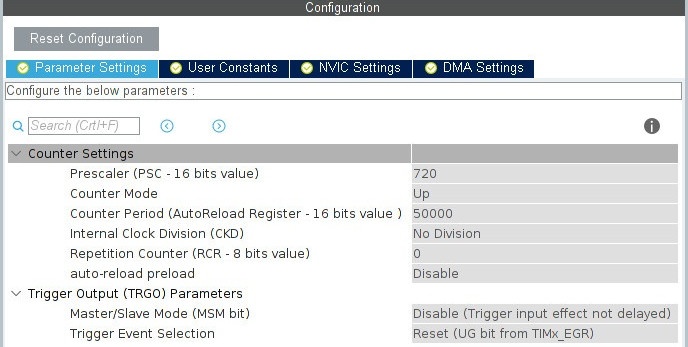 Configuration
Reset Configuration
Parameter Settings User Constants NVIC Settings DMA Settings
Configure the below parameters :
Search (Crtl+F)
Counter Settings
Prescaler (PSC - 16 bits value) 720
Counter Mode Up
Counter Period (AutoReload Register - 16 bits value ) 50000
Internal Clock Division (CKD) No Division
Repetition Counter (RCR - 8 bits value) 0
auto-reload preload Disable
Trigger Output (TRGO) Parameters
Master/Slave Mode (MSM bit) Disable (Trigger input effect not delayed)
Trigger Event Selection Reset (UG bit from TIMx_EGR)